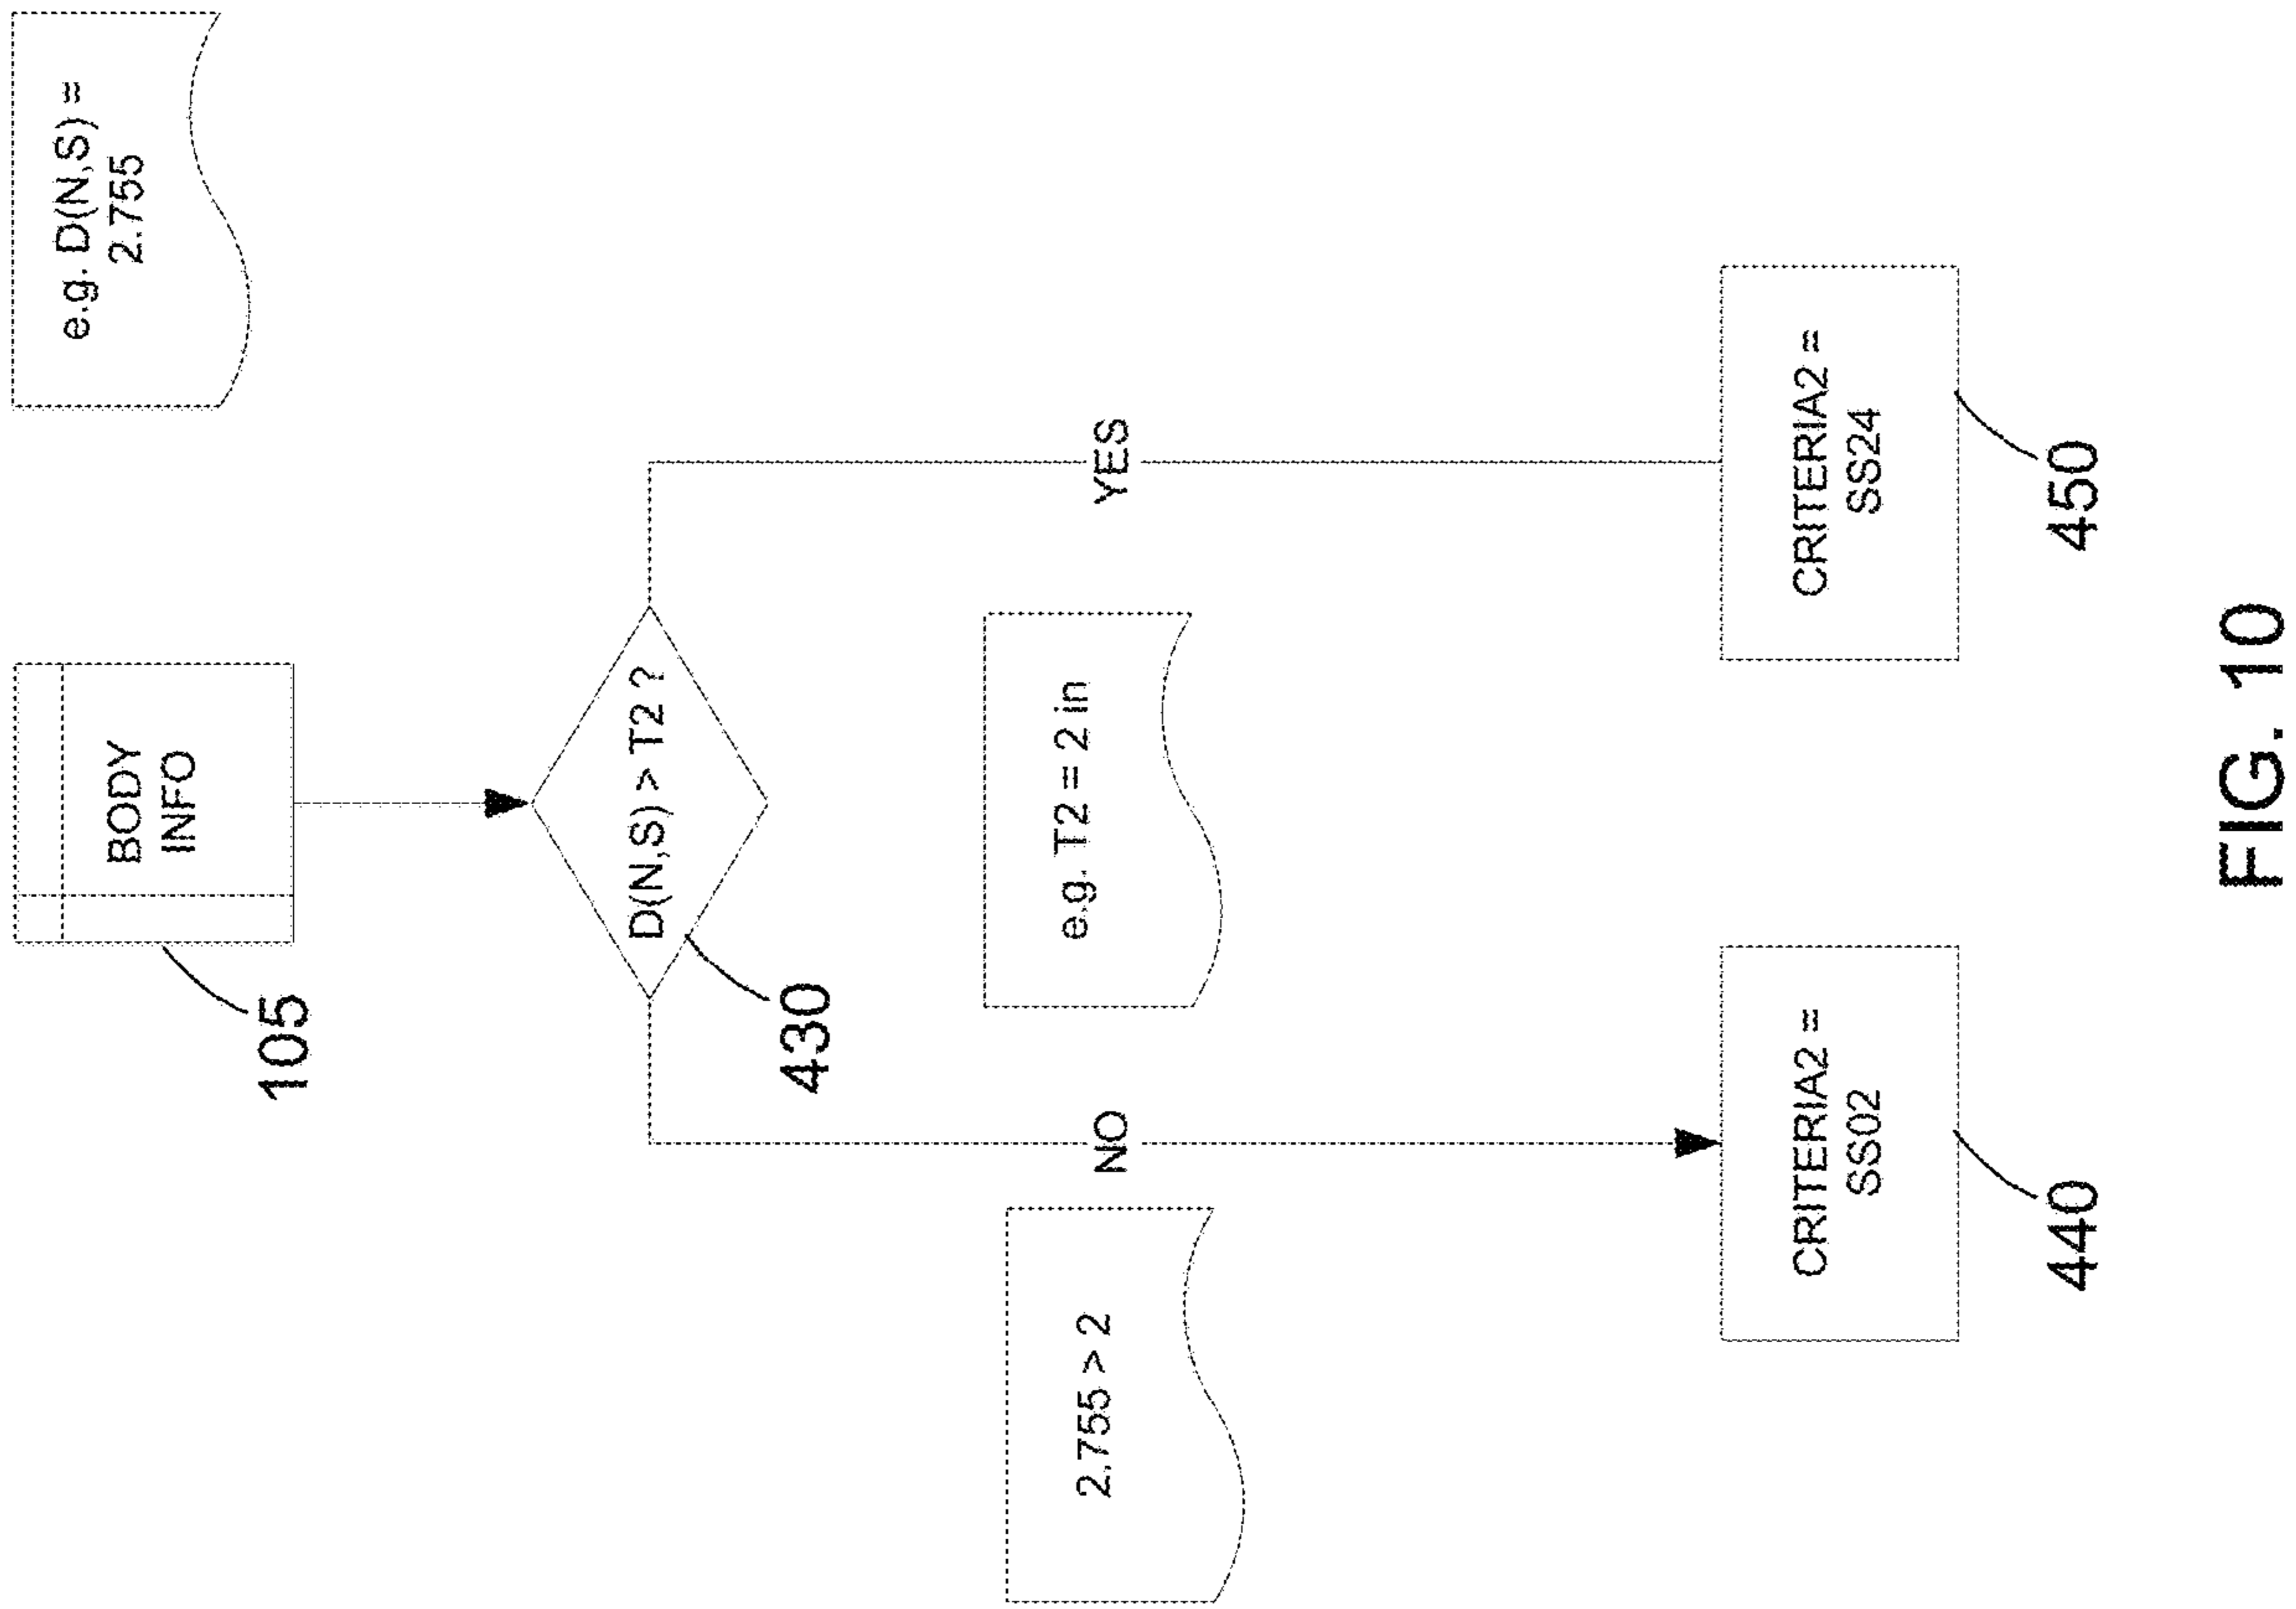 BODY
INFO
e.g. D(N,S) =
2.755
105
D(N,S) > T2 ?
430
2,755 > 2
NO
e.g. T2 = 2 in
YES
CRITERIA2 =
SS02
CRITERIA2 =
SS24
440
450
FIG. 10